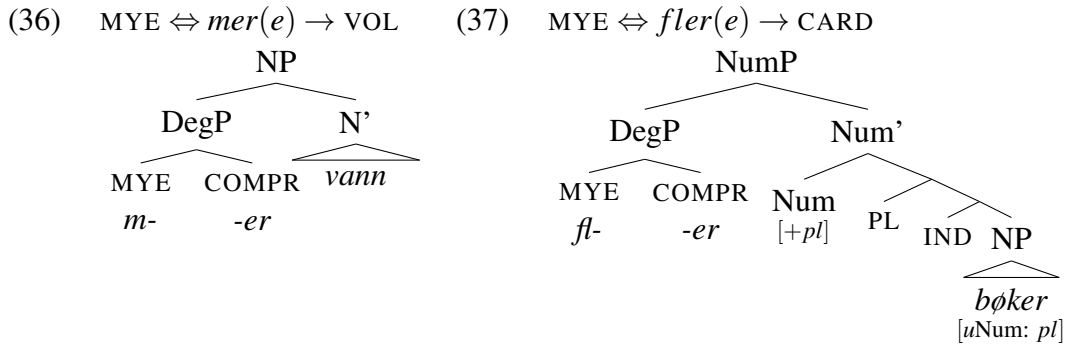 (36) MYE ⇔ mer(e) → VOL (37) MYE ⇔ fler(e) → CARD
NP NumP
DegP N' DegP Num'
MYE COMPR vann MYE COMPR Num PL IND NP
m- -er fl- -er [+pl]
bøker
[uNum: pl]